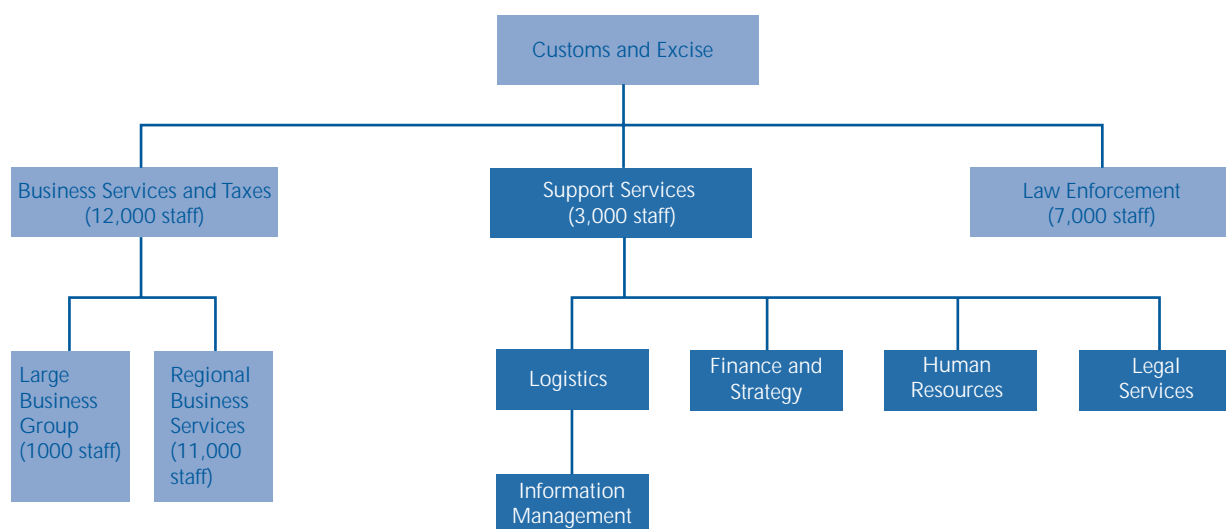 Customs and Excise
Business Services and Taxes
(12,000 staff)
Support Services
(3,000 staff)
Law Enforcement
(7,000 staff)
Large
Business
Group
(1000 staff)
Regional
Business
Services
(11,000
staff)
Logistics
Finance and
Strategy
Human
Resources
Legal
Services
Information
Management